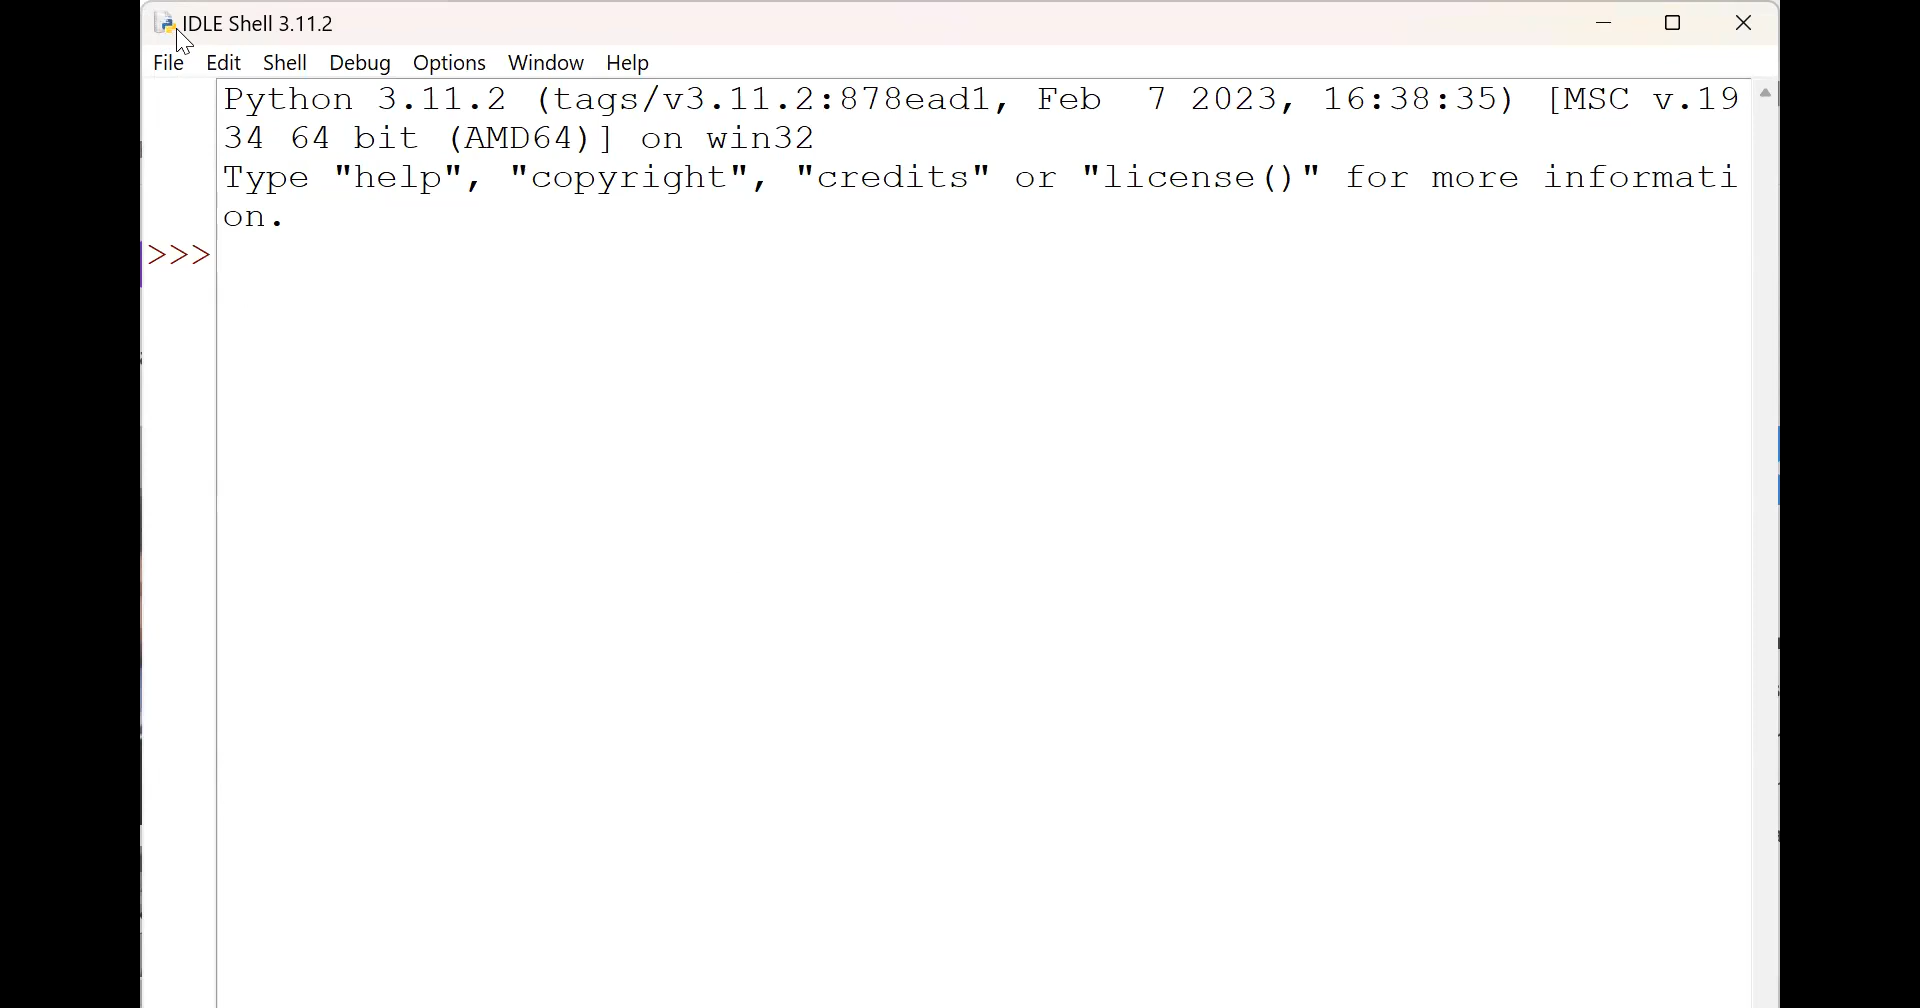 IDLE Shell 3.11.2
File Edit Shell Debug Options Window Help
Python 3.11.2 (tags/v3.11.2:878ead1, Feb  7 2023, 16:38:35) [MSC v.19
34 64 bit (AMD64)] on win32
Type "help", "copyright", "credits" or "license()" for more informati
on.
>>>